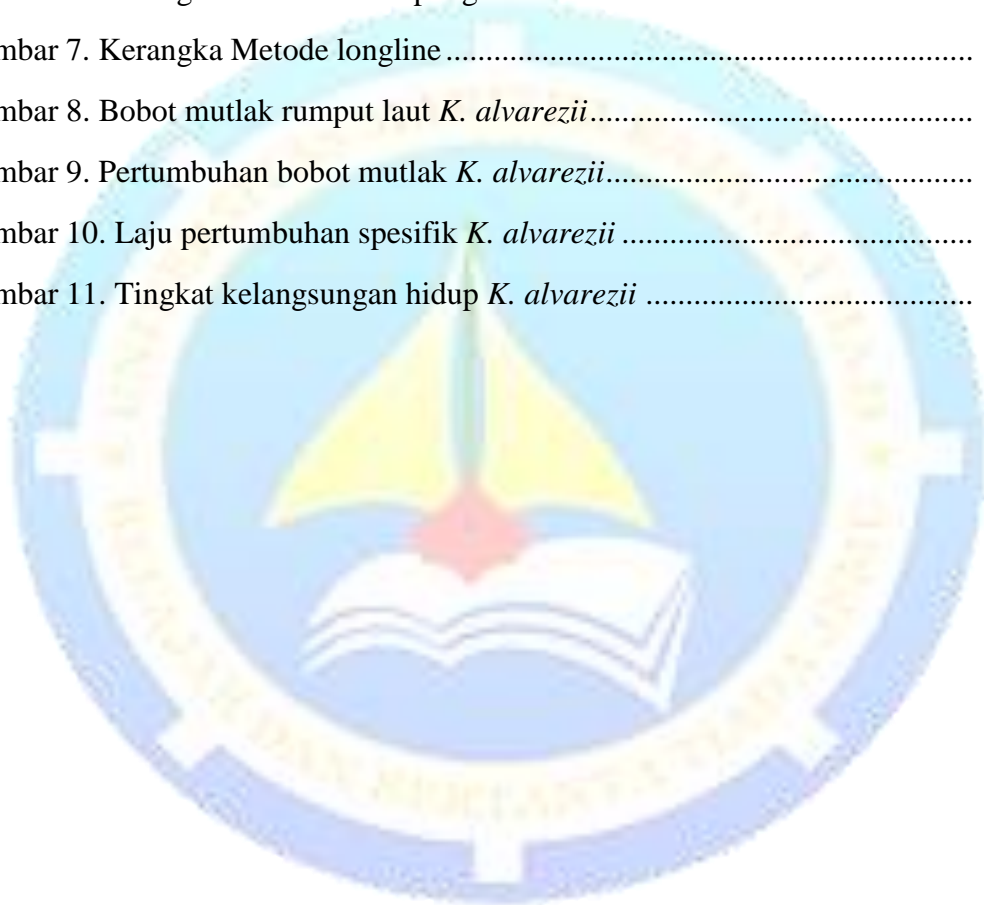 mbar 7. Kerangka Metode longline ........................................................................
mbar 8. Bobot mutlak rumput laut K. alvarezii ....................................................
mbar 9. Pertumbuhan bobot mutlak K. alvarezii ..................................................
mbar 10. Laju pertumbuhan spesifik K. alvarezii ................................................
mbar 11. Tingkat kelangsungan hidup K. alvarezii .............................................
DAN